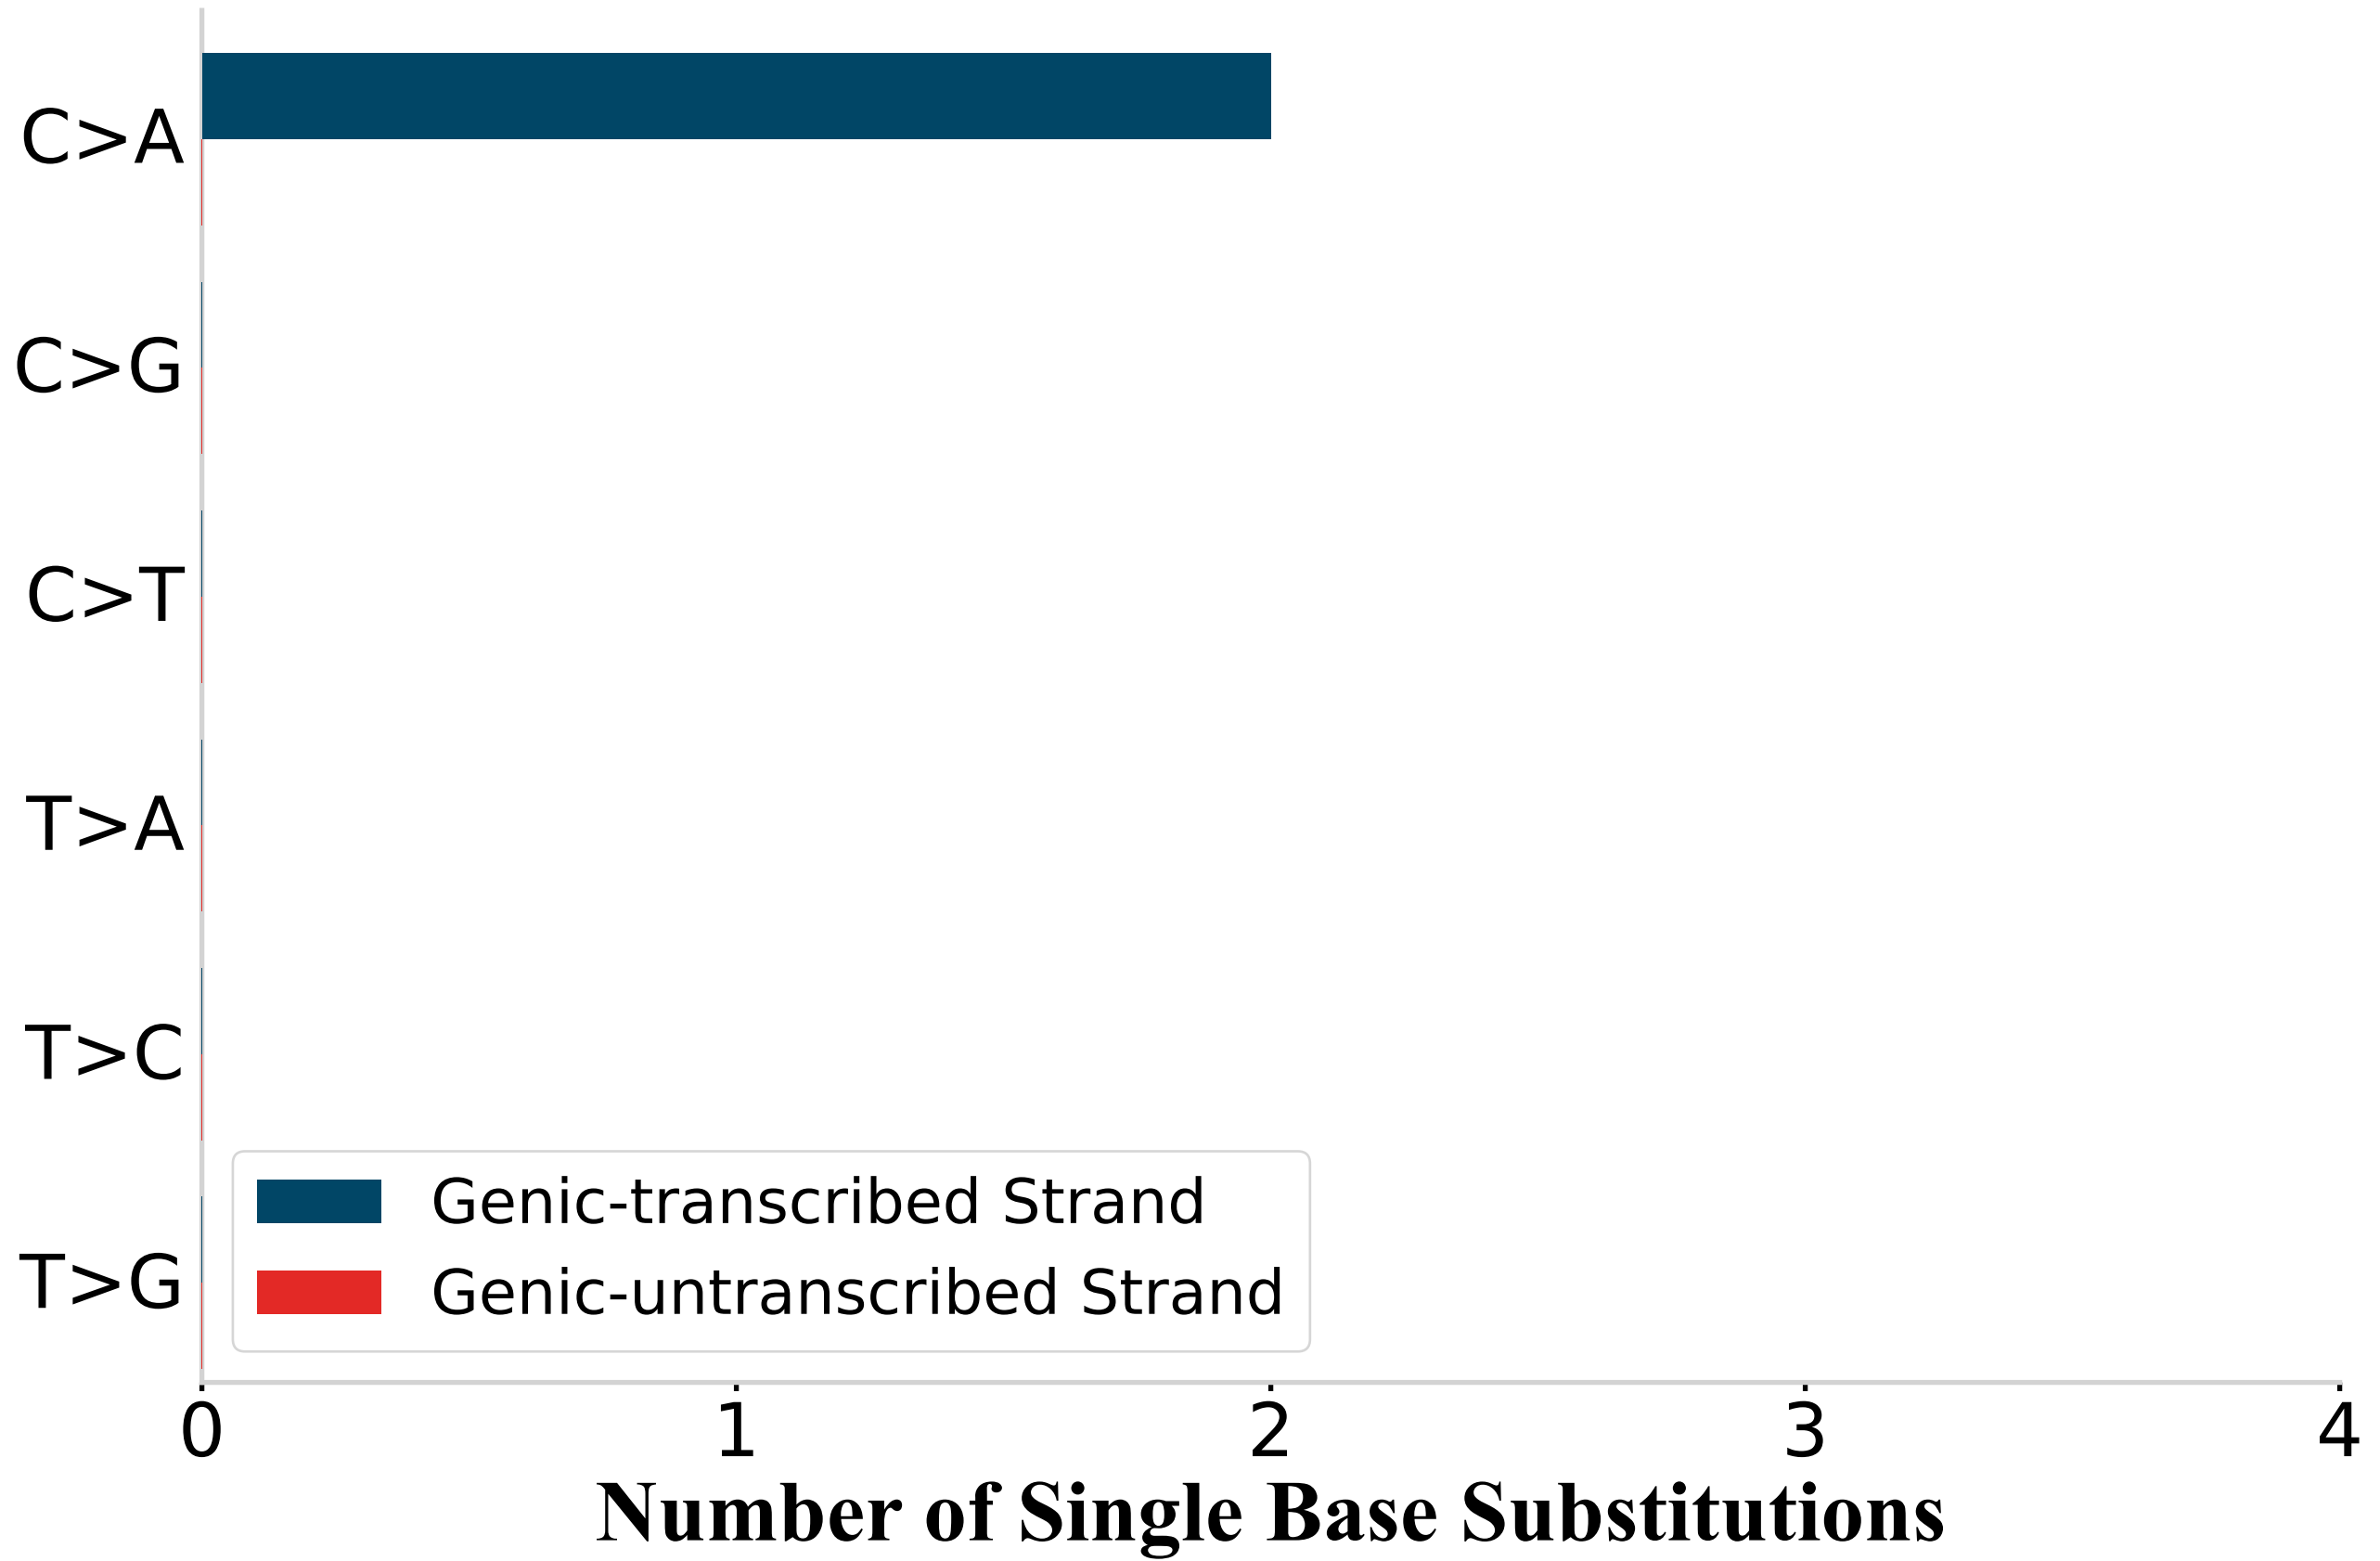 C>A
C>G
C>T
T>A
T>C
T>G
Genic-transcribed Strand
Genic-untranscribed Strand
0 1 2 3 4
Number of Single Base Substitutions